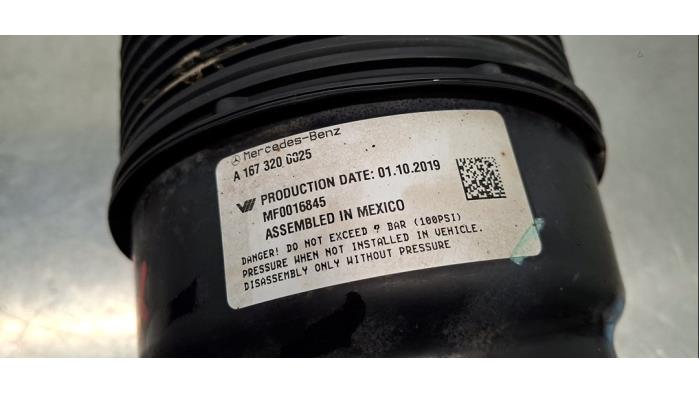 Mercedes-Benz
A 167 320 0325
PRODUCTION DATE: 01.10.2019
MF0016845
ASSEMBLED IN MEXICO
DANGER! DO NOT EXCEED 7 BAR (100PSI)
PRESSURE WHEN NOT INSTALLED IN VEHICLE.
DISASSEMBLY ONLY WITHOUT PRESSURE